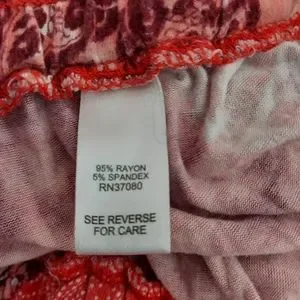 95% RAYON
5% SPANDEX
RN37080
SEE REVERSE
FOR CARE